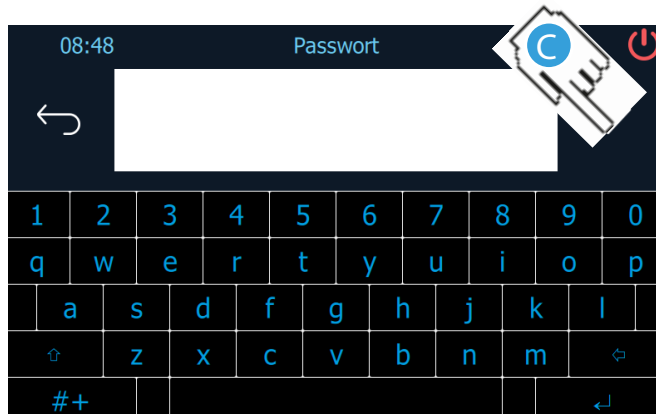 08:48 Passwort C
1 2 3 4 5 6 7 8 9 0
q w e r t y u i o p
a s d f g h j k l
z x c v b n m
#+